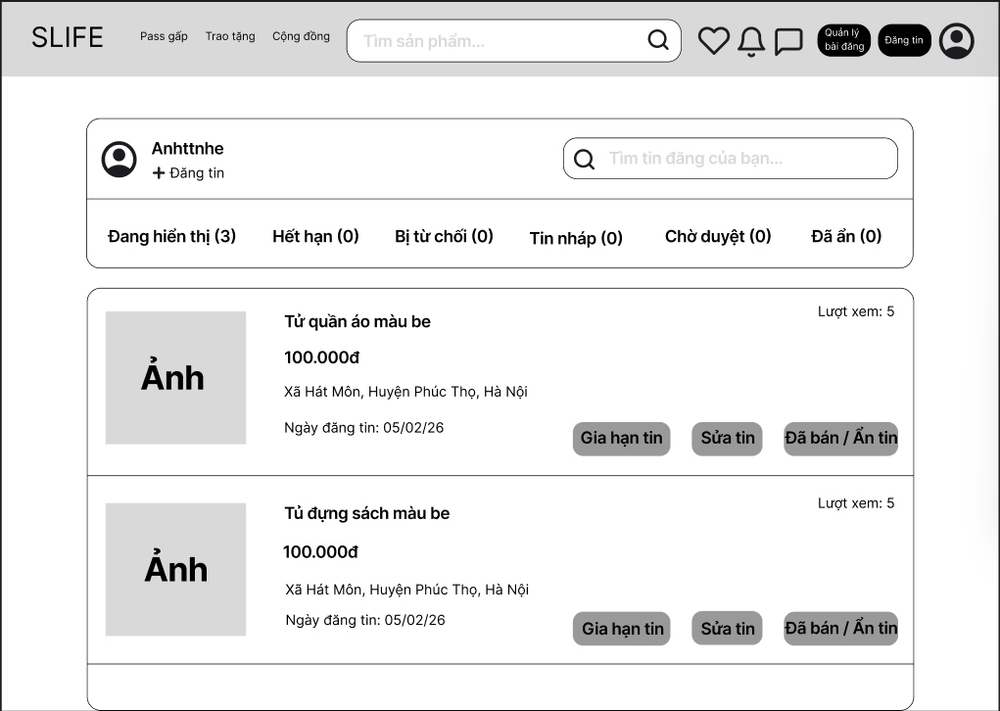 SLIFE
Pass gấp
Trao tặng
Cộng đồng
Tìm sản phẩm...
Quản lý
bài đăng
Đăng tin
Anhttnhe
+ Đăng tin
Tìm tin đăng của bạn...
Đang hiển thị (3)
Hết hạn (0)
Bị từ chối (0)
Tin nháp (0)
Chờ duyệt (0)
Đã ẩn (0)
Ảnh
Tử quần áo màu be
Lượt xem: 5
100.000đ
Xã Hát Môn, Huyện Phúc Thọ, Hà Nội
Ngày đăng tin: 05/02/26
Gia hạn tin
Sửa tin
Đã bán / Ẩn tin
Ảnh
Tủ đựng sách màu be
Lượt xem: 5
100.000đ
Xã Hát Môn, Huyện Phúc Thọ, Hà Nội
Ngày đăng tin: 05/02/26
Gia hạn tin
Sửa tin
Đã bán / Ẩn tin